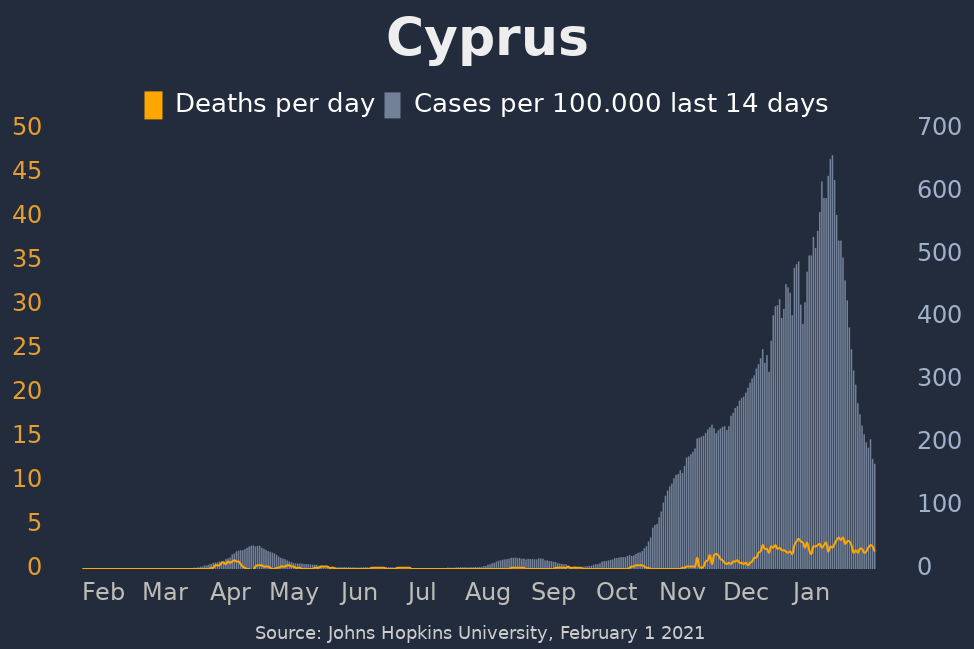 Cyprus
Deaths per day Cases per 100.000 last 14 days
50 700
45
40 600
35 500
30 400
25
20 300
15 200
10 100
5
0 0
Feb Mar Apr May Jun Jul Aug Sep Oct Nov Dec Jan
Source: Johns Hopkins University, February 1 2021